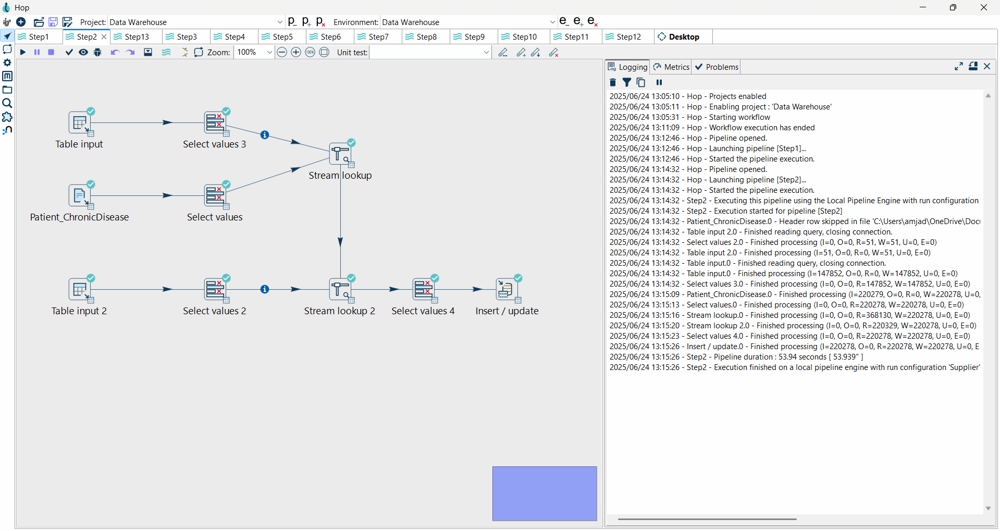 Hop
Project: Data Warehouse
Environment: Data Warehouse
Step1 Step2 Step13 Step3 Step4 Step5 Step6 Step7 Step8 Step9 Step10 Step11 Step12 Desktop
Zoom: 100% Unit test:
Logging Metrics Problems
Table input
Select values 3
Stream lookup
Patient_ChronicDisease
Select values
Table input 2
Select values 2
Stream lookup 2
Select values 4
Insert / update
2025/06/24 13:05:10 - Hop - Projects enabled
2025/06/24 13:05:11 - Hop - Enabling project : 'Data Warehouse'
2025/06/24 13:05:31 - Hop - Starting workflow
2025/06/24 13:11:09 - Hop - Workflow execution has ended
2025/06/24 13:12:46 - Hop - Pipeline opened.
2025/06/24 13:12:46 - Hop - Launching pipeline [Step1]...
2025/06/24 13:12:46 - Hop - Started the pipeline execution.
2025/06/24 13:14:32 - Hop - Pipeline opened.
2025/06/24 13:14:32 - Hop - Launching pipeline [Step2]...
2025/06/24 13:14:32 - Hop - Started the pipeline execution.
2025/06/24 13:14:32 - Step2 - Executing this pipeline using the Local Pipeline Engine with run configuration
2025/06/24 13:14:32 - Step2 - Execution started for pipeline [Step2]
2025/06/24 13:14:32 - Patient_ChronicDisease.0 - Header row skipped in file 'C:\Users\amjad\OneDrive\Docu
2025/06/24 13:14:32 - Table input 2.0 - Finished reading query, closing connection.
2025/06/24 13:14:32 - Select values 2.0 - Finished processing (I=0, O=0, R=51, W=51, U=0, E=0)
2025/06/24 13:14:32 - Table input 2.0 - Finished processing (I=51, O=0, R=0, W=51, U=0, E=0)
2025/06/24 13:14:32 - Table input.0 - Finished reading query, closing connection.
2025/06/24 13:14:32 - Table input.0 - Finished processing (I=147852, O=0, R=0, W=147852, U=0, E=0)
2025/06/24 13:14:32 - Select values 3.0 - Finished processing (I=0, O=0, R=147852, W=147852, U=0, E=0)
2025/06/24 13:15:09 - Patient_ChronicDisease.0 - Finished processing (I=220279, O=0, R=0, W=220278, U=0,
2025/06/24 13:15:13 - Select values.0 - Finished processing (I=0, O=0, R=220278, W=220278, U=0, E=0)
2025/06/24 13:15:16 - Stream lookup.0 - Finished processing (I=0, O=0, R=368130, W=220278, U=0, E=0)
2025/06/24 13:15:20 - Stream lookup 2.0 - Finished processing (I=0, O=0, R=220329, W=220278, U=0, E=0)
2025/06/24 13:15:23 - Select values 4.0 - Finished processing (I=0, O=0, R=220278, W=220278, U=0, E=0)
2025/06/24 13:15:26 - Insert / update.0 - Finished processing (I=220278, O=0, R=220278, W=220278, U=0, E
2025/06/24 13:15:26 - Step2 - Pipeline duration : 53.94 seconds [ 53.939" ]
2025/06/24 13:15:26 - Step2 - Execution finished on a local pipeline engine with run configuration 'Supplier'